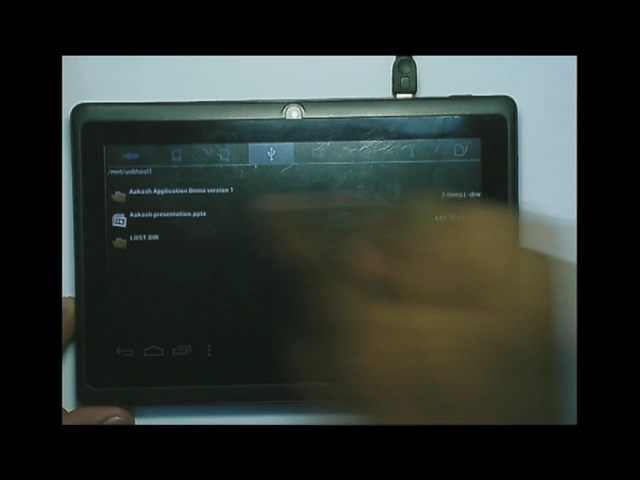 /mnt/usbhost1
Aakash Application Demo version 1
Aakash presentation.pptx
LOST.DIR